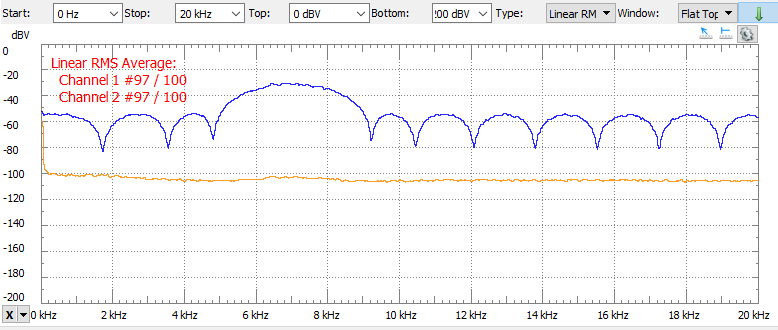 Start: 0 Hz Stop: 20 kHz Top: 0 dBV Bottom: !00 dBV Type: Linear RM Window: Flat Top
dBV
0
Linear RMS Average:
-20
Channel 1 #97 / 100
-40
Channel 2 #97 / 100
-60
-80
-100
-120
-140
-160
-180
-200
X 0 kHz 2 kHz 4 kHz 6 kHz 8 kHz 10 kHz 12 kHz 14 kHz 16 kHz 18 kHz 20 kHz